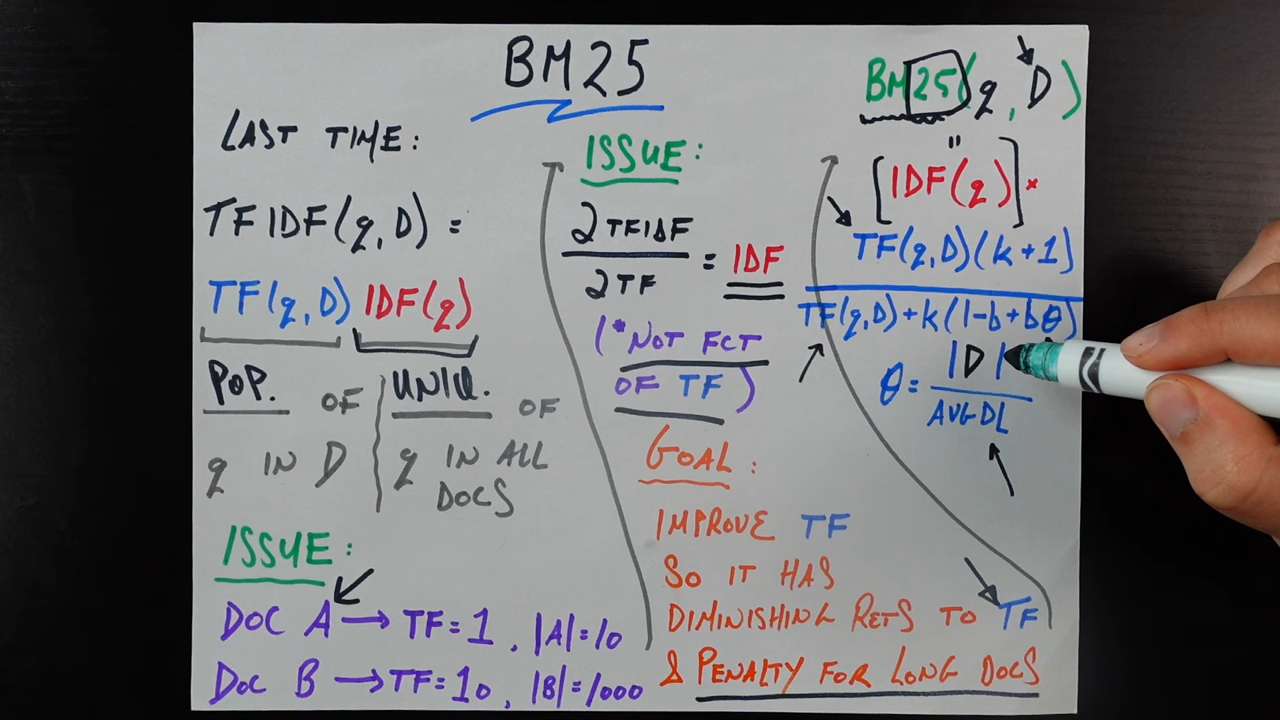 BM25
LAST TIME:
TFIDF(q, D) =
TF(q, D) IDF(q)
POP. OF
q IN D
UNIQ. OF
q IN ALL
DOCS
ISSUE:
DOC A → TF=1, |A|=10
DOC B → TF=10, |B|=1000
ISSUE:
∂TFIDF
∂TF
= IDF
(*NOT FCT
OF TF)
GOAL:
IMPROVE TF
SO IT HAS
DIMINISHING RETS TO TF
& PENALTY FOR LONG DOCS
BM25(q, D)
"
[IDF(q)] ×
TF(q, D)(k+1)
TF(q, D)+k(1-b+bθ)
θ= |D|
AVGDL